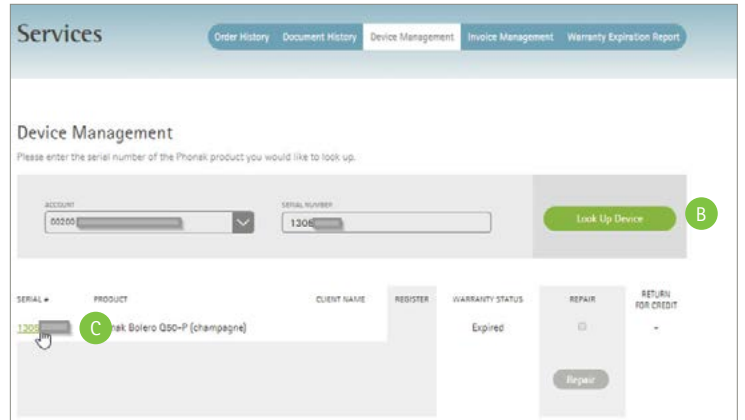 Services
Order History Document History Device Management Invoice Management Warranty Expiration Report
Device Management
Please enter the serial number of the Phonak product you would like to look up.
ACCOUNT
SERIAL NUMBER
00200
1306
Look Up Device
B
SERIAL # PRODUCT CLIENT NAME REGISTER WARRANTY STATUS REPAIR RETURN FOR CREDIT
1306 C nak Bolero Q50-P (champagne) Expired -
Repair